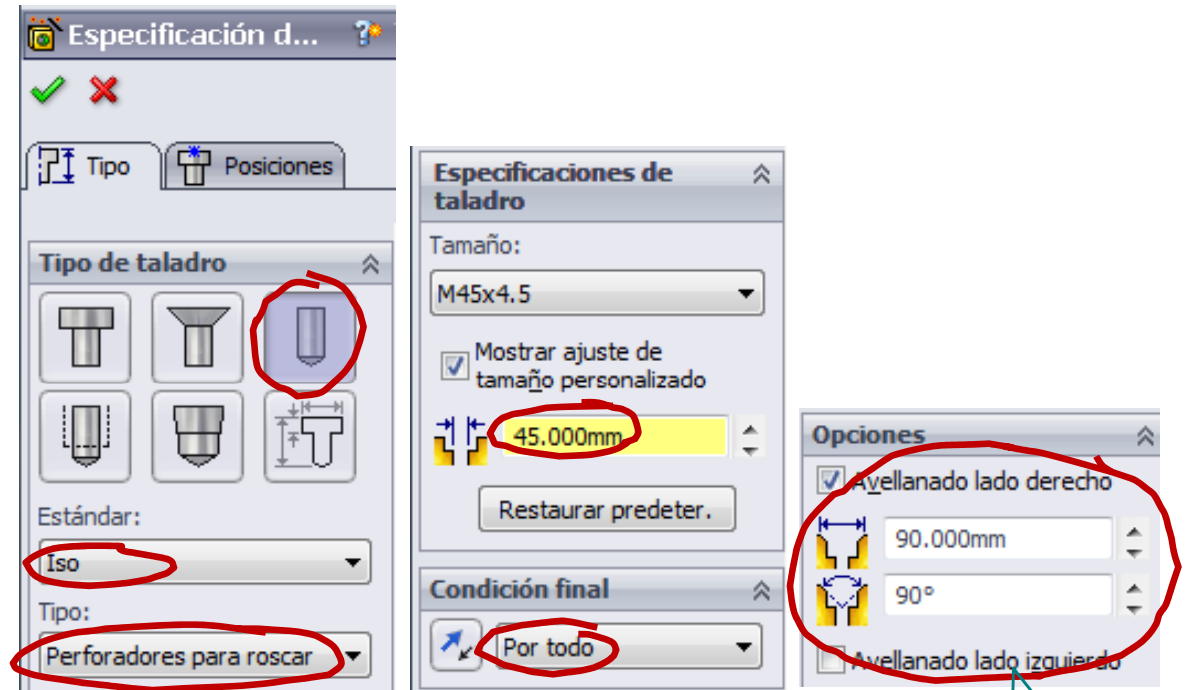 Especificación d...
Tipo
Posiciones
Tipo de taladro
Estándar:
Iso
Tipo:
Perforadores para roscar
Especificaciones de
taladro
Tamaño:
M45x4.5
Mostrar ajuste de
tamaño personalizado
45.000mm
Restaurar predeter.
Condición final
Por todo
Opciones
Avellanado lado derecho
90.000mm
90°
Avellanado lado izquierdo